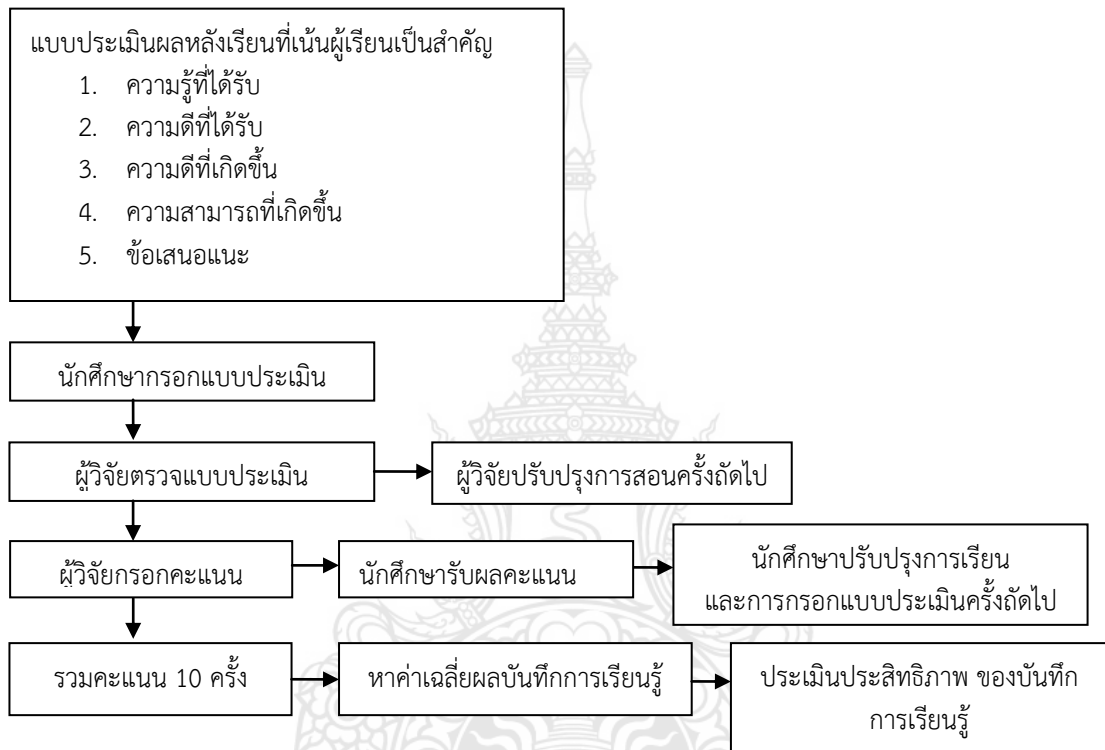 แบบประเมินผลหลังเรียนที่เน้นผู้เรียนเป็นสำคัญ
1. ความรู้ที่ได้รับ
2. ความดีที่ได้รับ
3. ความดีที่เกิดขึ้น
4. ความสามารถที่เกิดขึ้น
5. ข้อเสนอแนะ
นักศึกษากรอกแบบประเมิน
ผู้วิจัยตรวจแบบประเมิน
ผู้วิจัยปรับปรุงการสอนครั้งถัดไป
ผู้วิจัยกรอกคะแนน
นักศึกษารับผลคะแนน
นักศึกษาปรับปรุงการเรียน
และการกรอกแบบประเมินครั้งถัดไป
รวมคะแนน 10 ครั้ง
หาค่าเฉลี่ยผลบันทึกการเรียนรู้
ประเมินประสิทธิภาพ ของบันทึก
การเรียนรู้